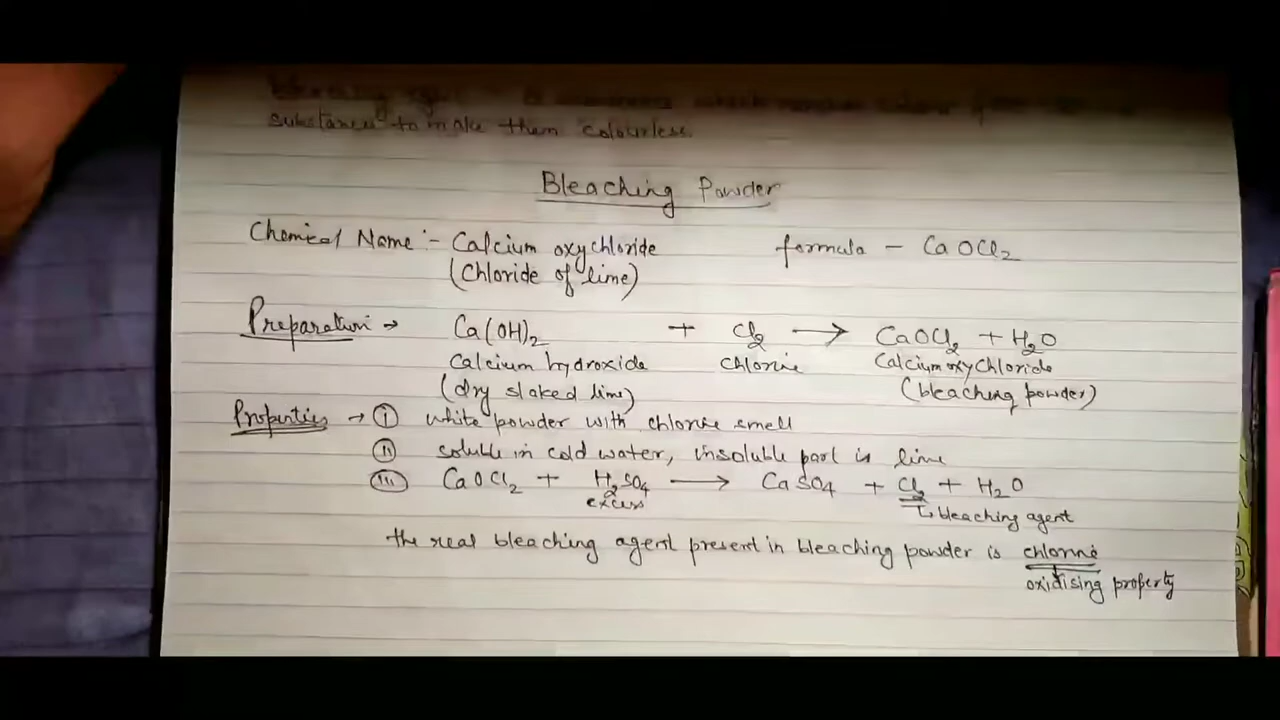 substances to make them colourless.
Bleaching Powder
Chemical Name :- Calcium oxychloride formula - CaOCl2
(Chloride of lime)
Preparation → Ca(OH)2 + Cl2 → CaOCl2 + H2O
Calcium hydroxide chlorine Calcium oxychloride
(dry slaked lime) (bleaching powder)
Properties → (i) white powder with chlorine smell
(ii) soluble in cold water, insoluble part is lime
(iii) CaOCl2 + H2SO4 → CaSO4 + Cl2 + H2O
excess ↳ bleaching agent
the real bleaching agent present in bleaching powder is chlorine
oxidising property